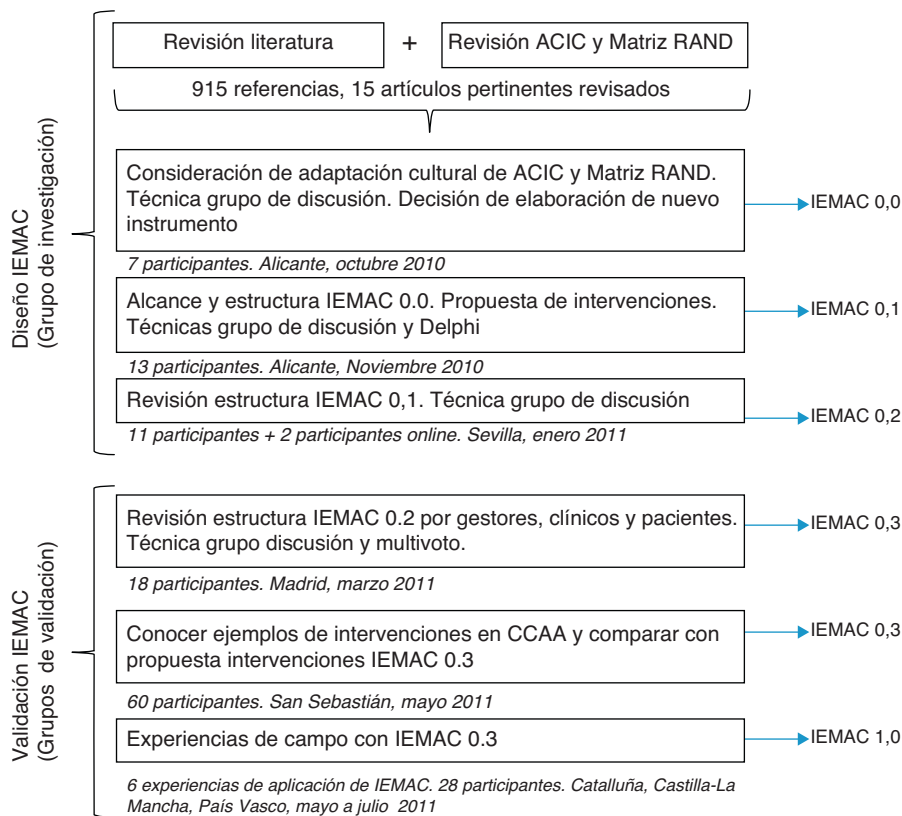 Revisión literatura
+
Revisión ACIC y Matriz RAND
915 referencias, 15 artículos pertinentes revisados
Diseño IEMAC
(Grupo de investigación)
Consideración de adaptación cultural de ACIC y Matriz RAND.
Técnica grupo de discusión. Decisión de elaboración de nuevo
instrumento
IEMAC 0,0
7 participantes. Alicante, octubre 2010
Alcance y estructura IEMAC 0.0. Propuesta de intervenciones.
Técnicas grupo de discusión y Delphi
IEMAC 0,1
13 participantes. Alicante, Noviembre 2010
Revisión estructura IEMAC 0,1. Técnica grupo de discusión
IEMAC 0,2
11 participantes + 2 participantes online. Sevilla, enero 2011
Validación IEMAC
(Grupos de validación)
Revisión estructura IEMAC 0.2 por gestores, clínicos y pacientes.
Técnica grupo discusión y multivoto.
IEMAC 0,3
18 participantes. Madrid, marzo 2011
Conocer ejemplos de intervenciones en CCAA y comparar con
propuesta intervenciones IEMAC 0.3
IEMAC 0,3
60 participantes. San Sebastián, mayo 2011
Experiencias de campo con IEMAC 0.3
IEMAC 1,0
6 experiencias de aplicación de IEMAC. 28 participantes. Catalluña, Castilla-La
Mancha, País Vasco, mayo a julio 2011